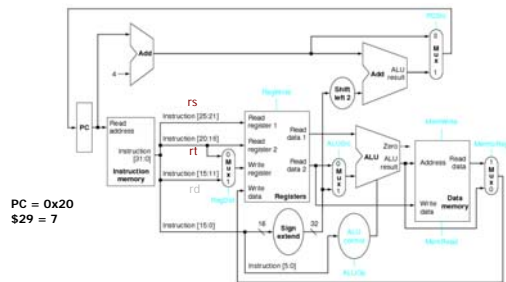 PCSrc
0
M
u
x
1
Add
4
Add
ALU
result
Shift
left 2
rs
RegWrite
PC
Read
address
Instruction
[31:0]
Instruction
memory
Instruction [25:21]
Instruction [20:16]
rt
Instruction [15:11]
rd
RegDst
0
M
u
x
1
Read
register 1
Read
register 2
Write
register
Write
data
Read
data 1
Read
data 2
Registers
ALUSrc
0
M
u
x
1
ALU
Zero
ALU
result
MemWrite
Address
Read
data
Write
data
Data
memory
MemRead
MemtoReg
1
M
u
x
0
Instruction [15:0]
16
Sign
extend
32
ALU
control
Instruction [5:0]
ALUOp
PC = 0x20
$29 = 7